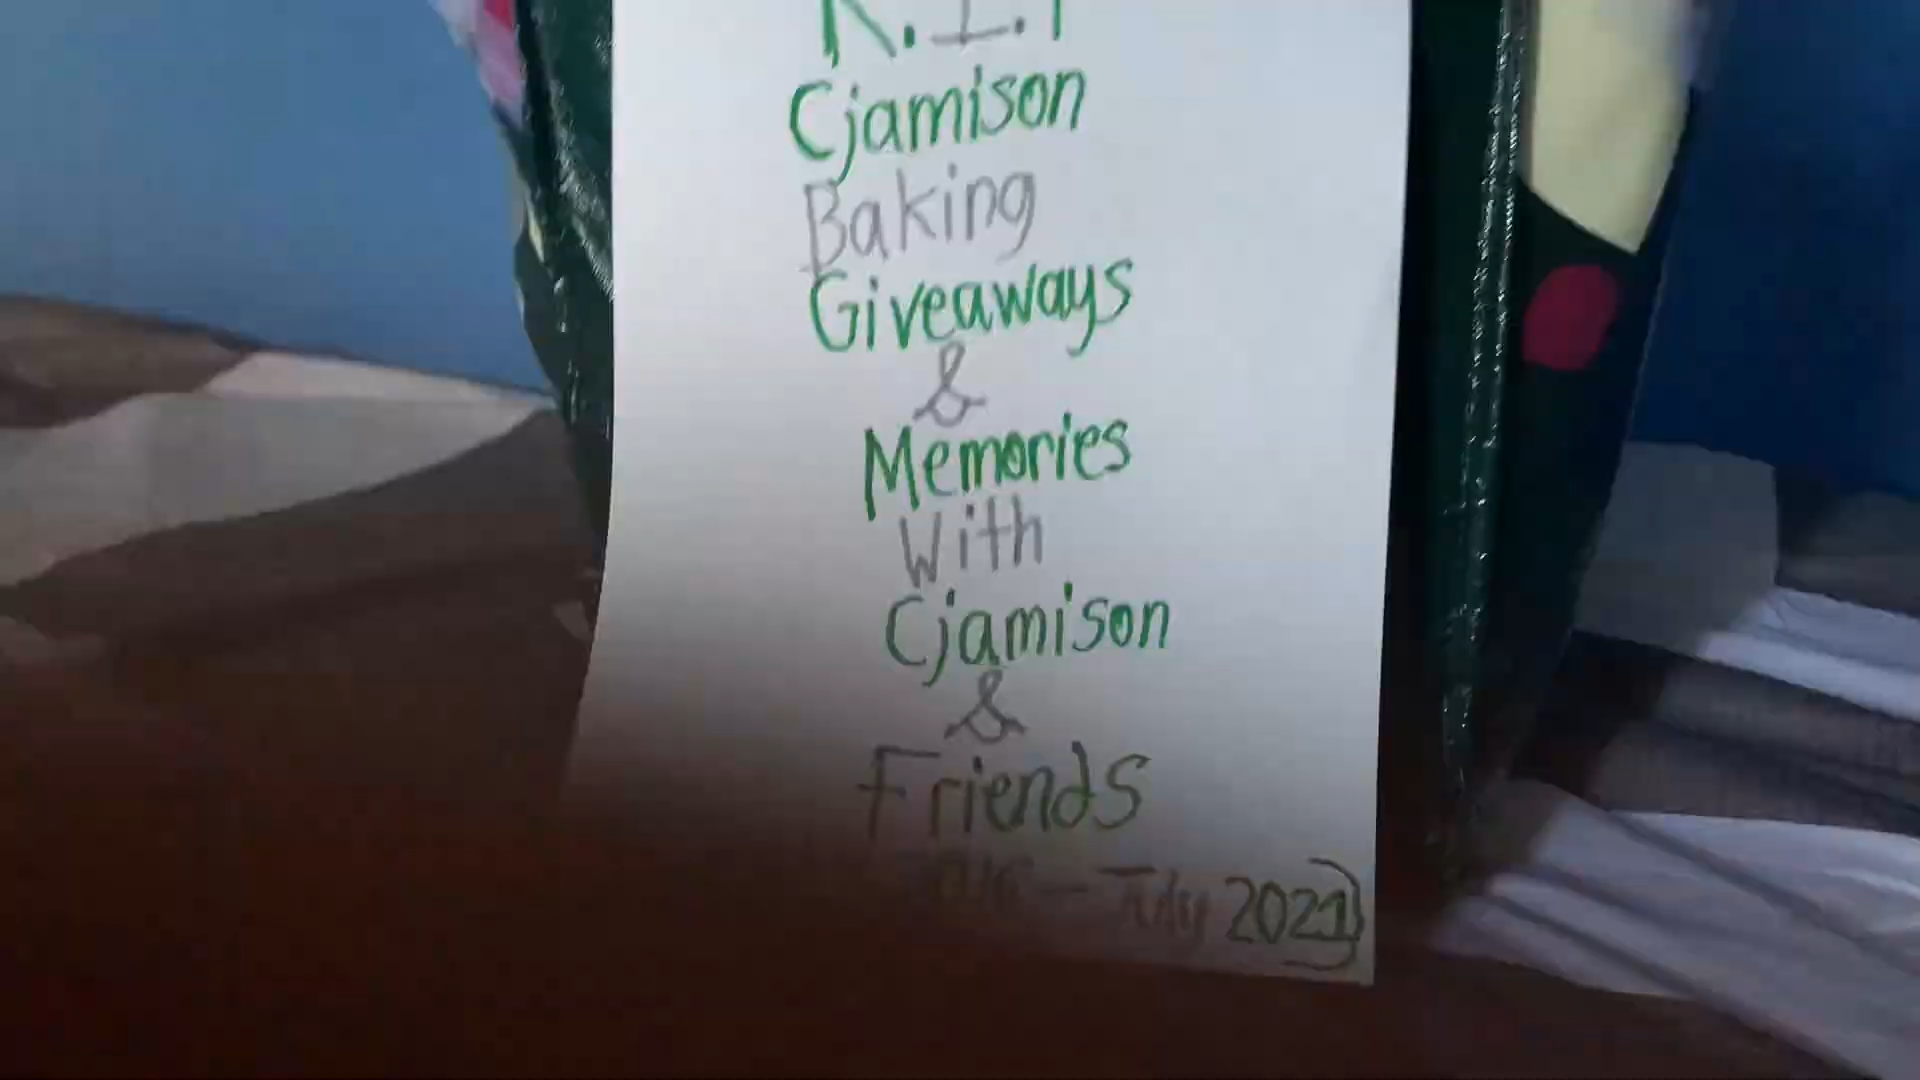 R.I.P
Cjamison
Baking
Giveaways
&
Memories
With
Cjamison
&
Friends
- July 2021)